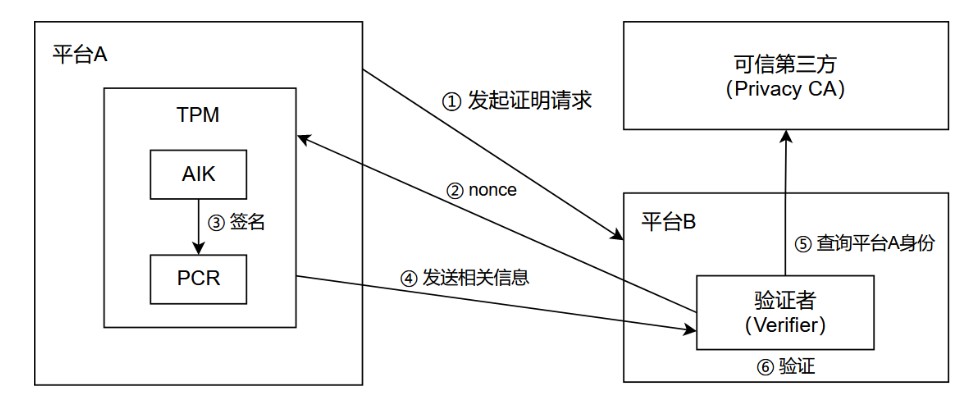 平台A
TPM
AIK
③ 签名
PCR
① 发起证明请求
② nonce
④ 发送相关信息
可信第三方
（Privacy CA）
平台B
⑤ 查询平台A身份
验证者
（Verifier）
⑥ 验证